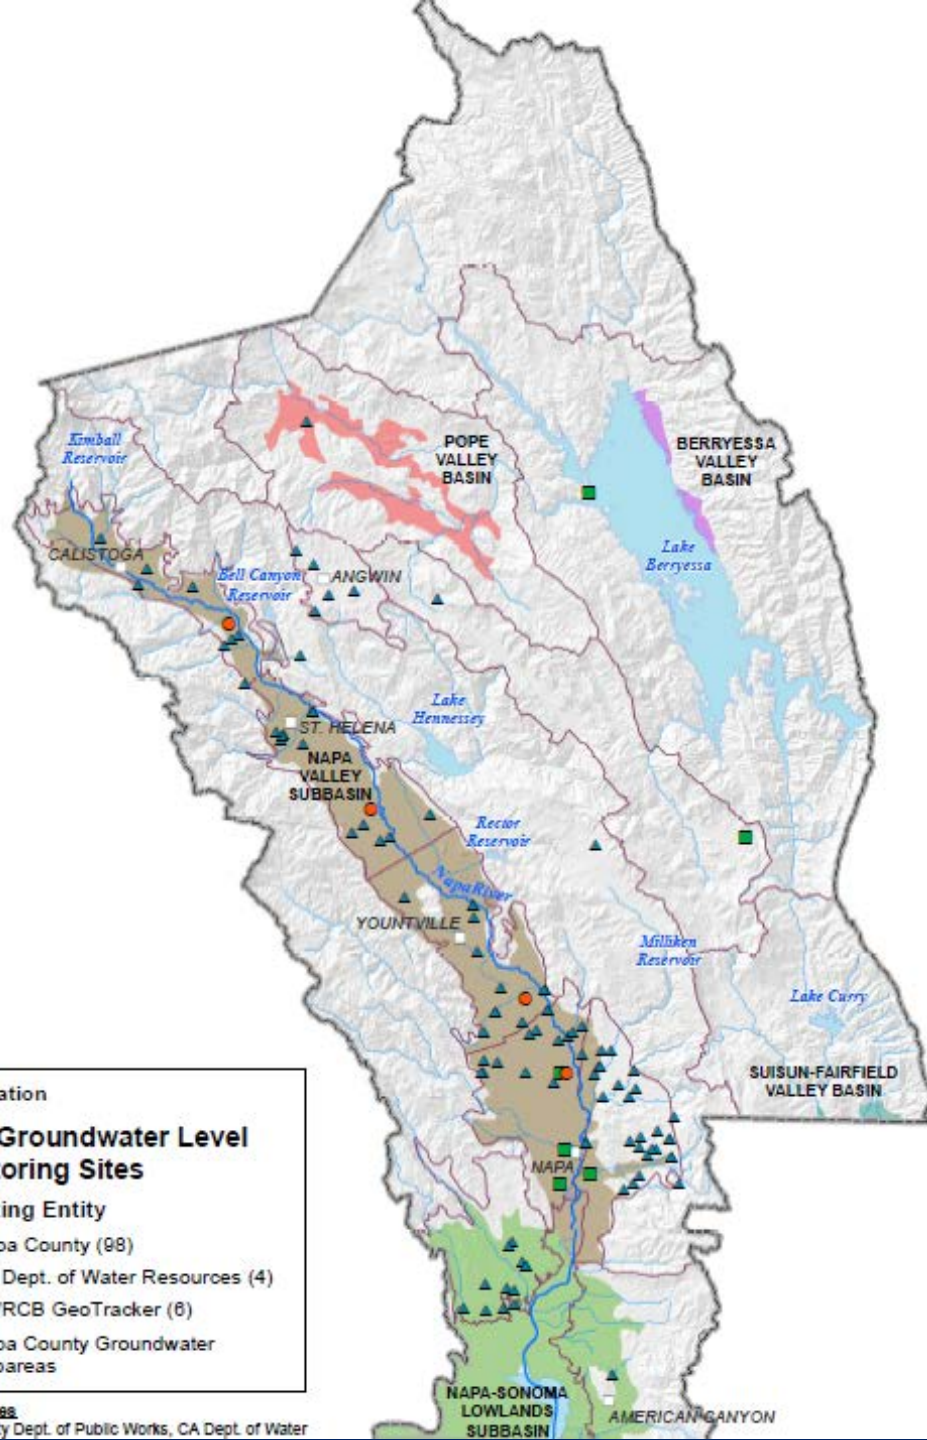 Kimball
Reservoir
POPE
VALLEY
BASIN
BERRYESSA
VALLEY
BASIN
CALISTOGA
Bell Canyon
Reservoir
ANGWIN
Lake
Berryessa
Lake
Hennessey
ST. HELENA
NAPA
VALLEY
SUBBASIN
Rector
Reservoir
Napa River
YOUNTVILLE
Milliken
Reservoir
Lake Curry
SUISUN-FAIRFIELD
VALLEY BASIN
NAPA
NAPA-SONOMA
LOWLANDS
SUBBASIN
AMERICAN CANYON
ation
Groundwater Level
toring Sites
ing Entity
pa County (98)
Dept. of Water Resources (4)
RCB GeoTracker (6)
pa County Groundwater
areas
es
y Dept. of Public Works, CA Dept. of Water